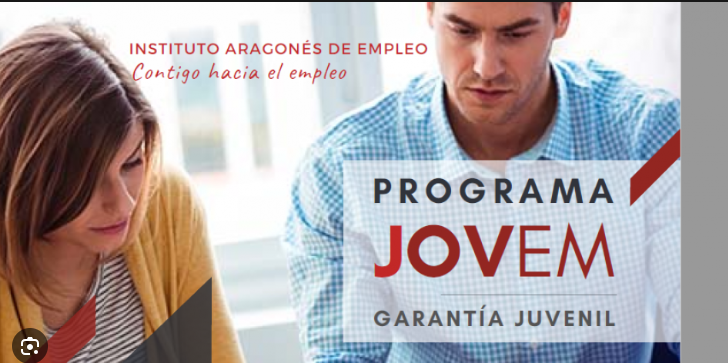 INSTITUTO ARAGONÉS DE EMPLEO
Contigo hacia el empleo
PROGRAMA
JOVEM
GARANTÍA JUVENIL